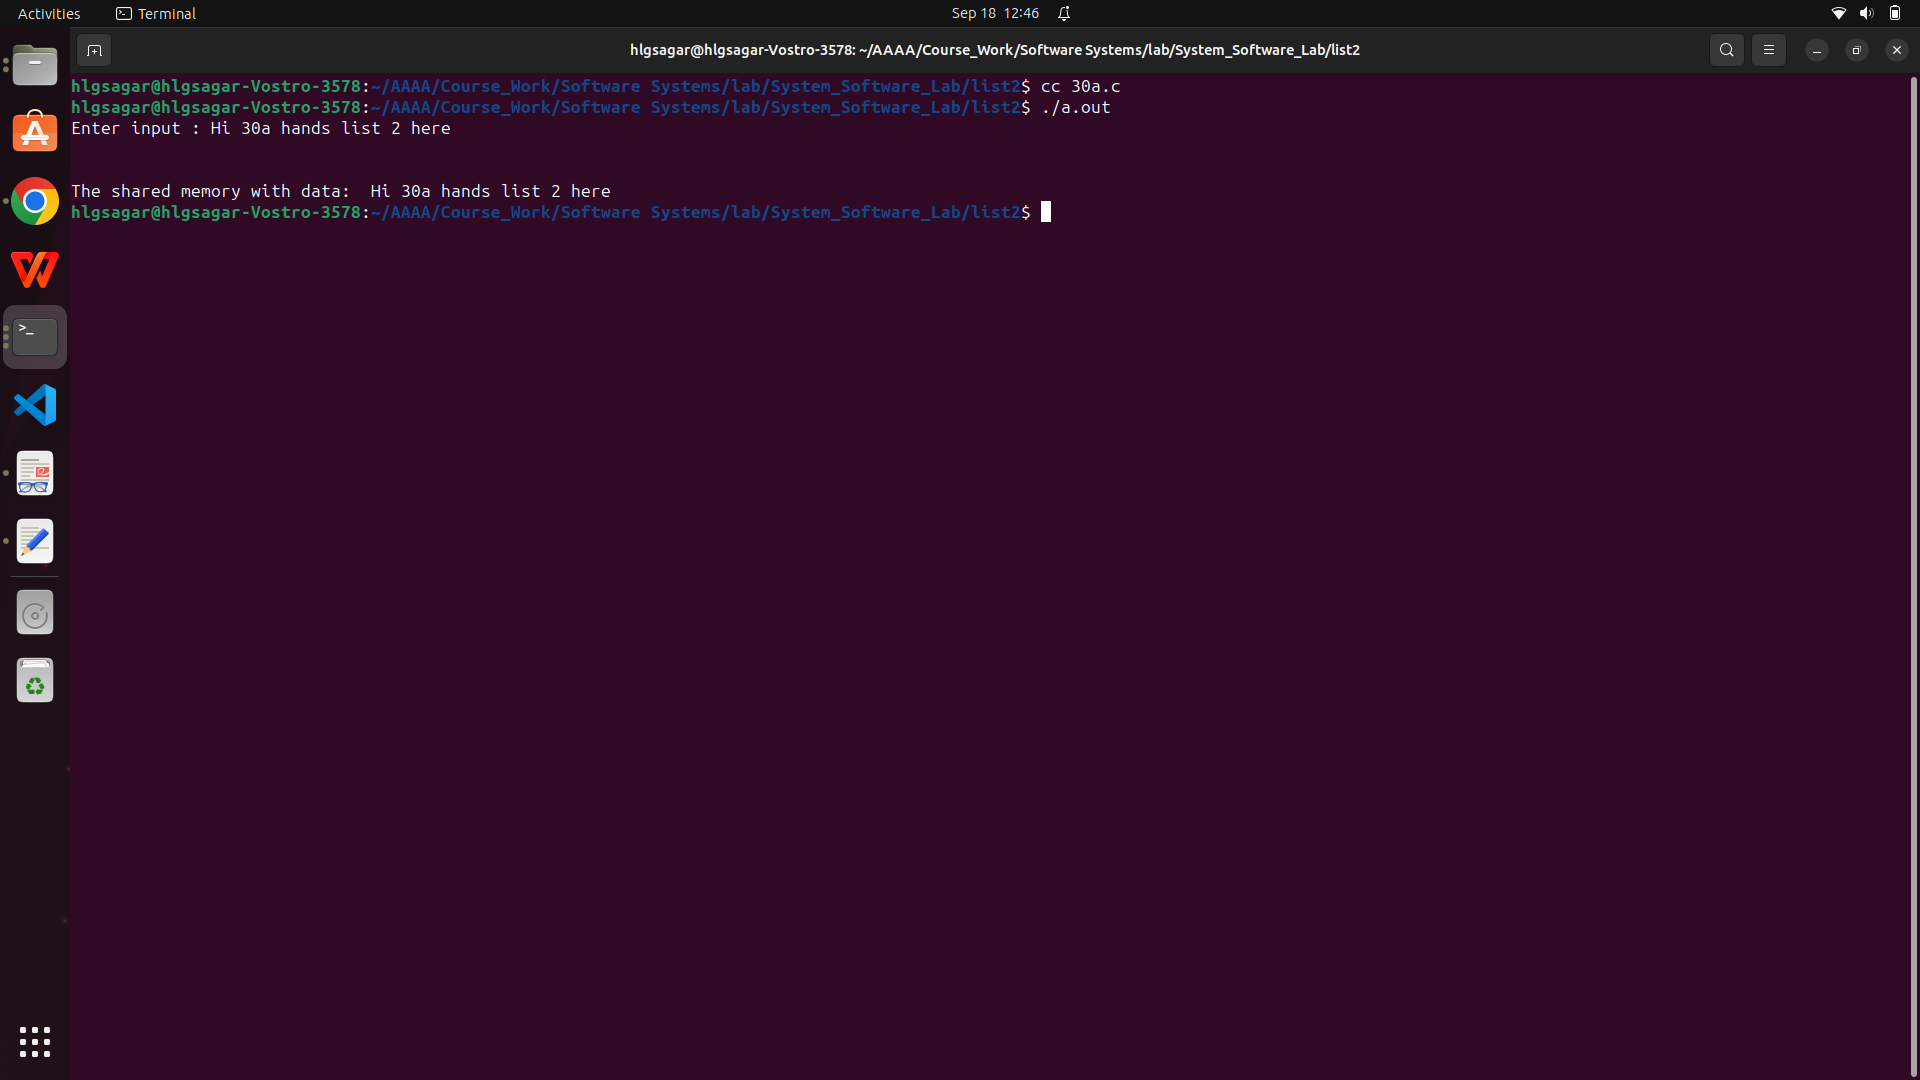 Activities
Terminal
Sep 18 12:46
hlgsagar@hlgsagar-Vostro-3578: ~/AAAA/Course_Work/Software Systems/lab/System_Software_Lab/list2
hlgsagar@hlgsagar-Vostro-3578:~/AAAA/Course_Work/Software Systems/lab/System_Software_Lab/list2$ cc 30a.c
hlgsagar@hlgsagar-Vostro-3578:~/AAAA/Course_Work/Software Systems/lab/System_Software_Lab/list2$ ./a.out
Enter input : Hi 30a hands list 2 here
The shared memory with data:  Hi 30a hands list 2 here
hlgsagar@hlgsagar-Vostro-3578:~/AAAA/Course_Work/Software Systems/lab/System_Software_Lab/list2$